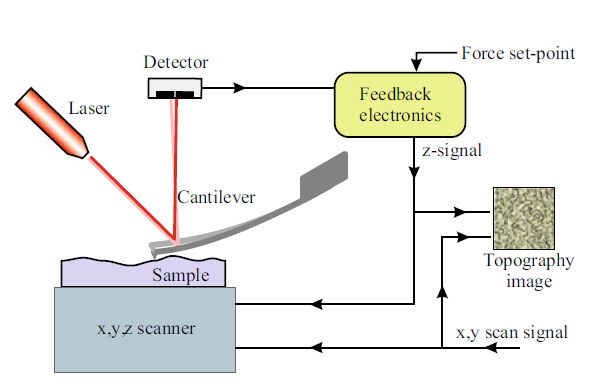 Force set-point
Detector
Feedback
electronics
Laser
z-signal
Cantilever
Topography
image
Sample
x,y,z scanner
x,y scan signal